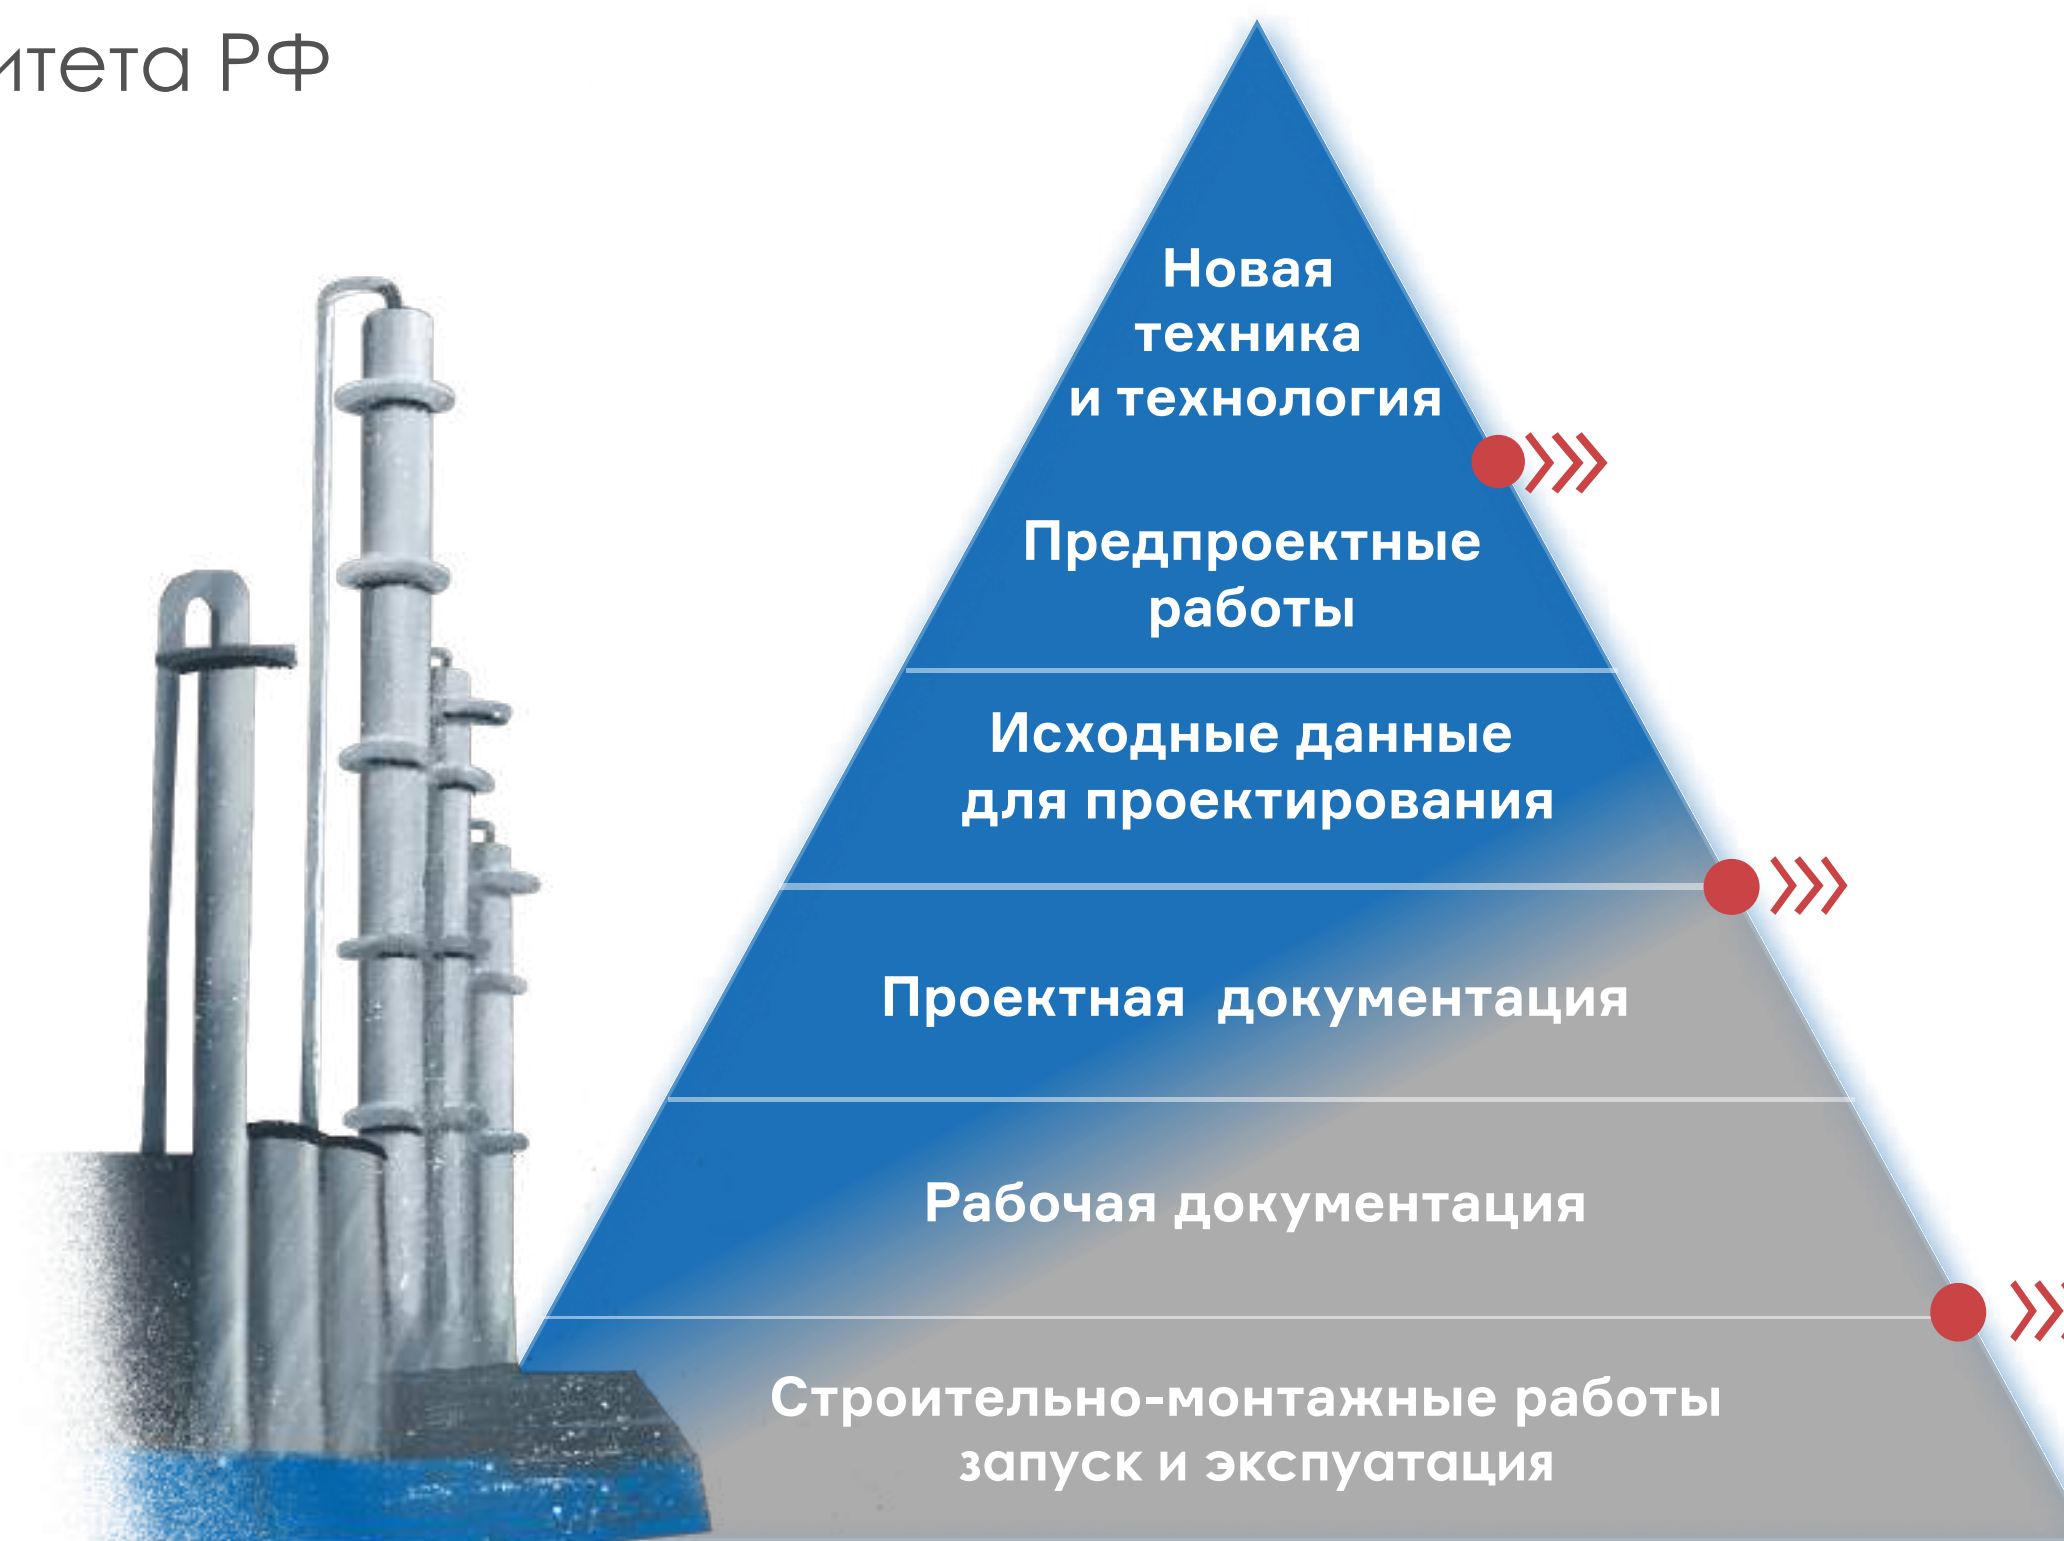 итета РФ
Новая
техника
и технология
Предпроектные
работы
Исходные данные
для проектирования
Проектная документация
Рабочая документация
Строительно-монтажные работы
запуск и экспуатация